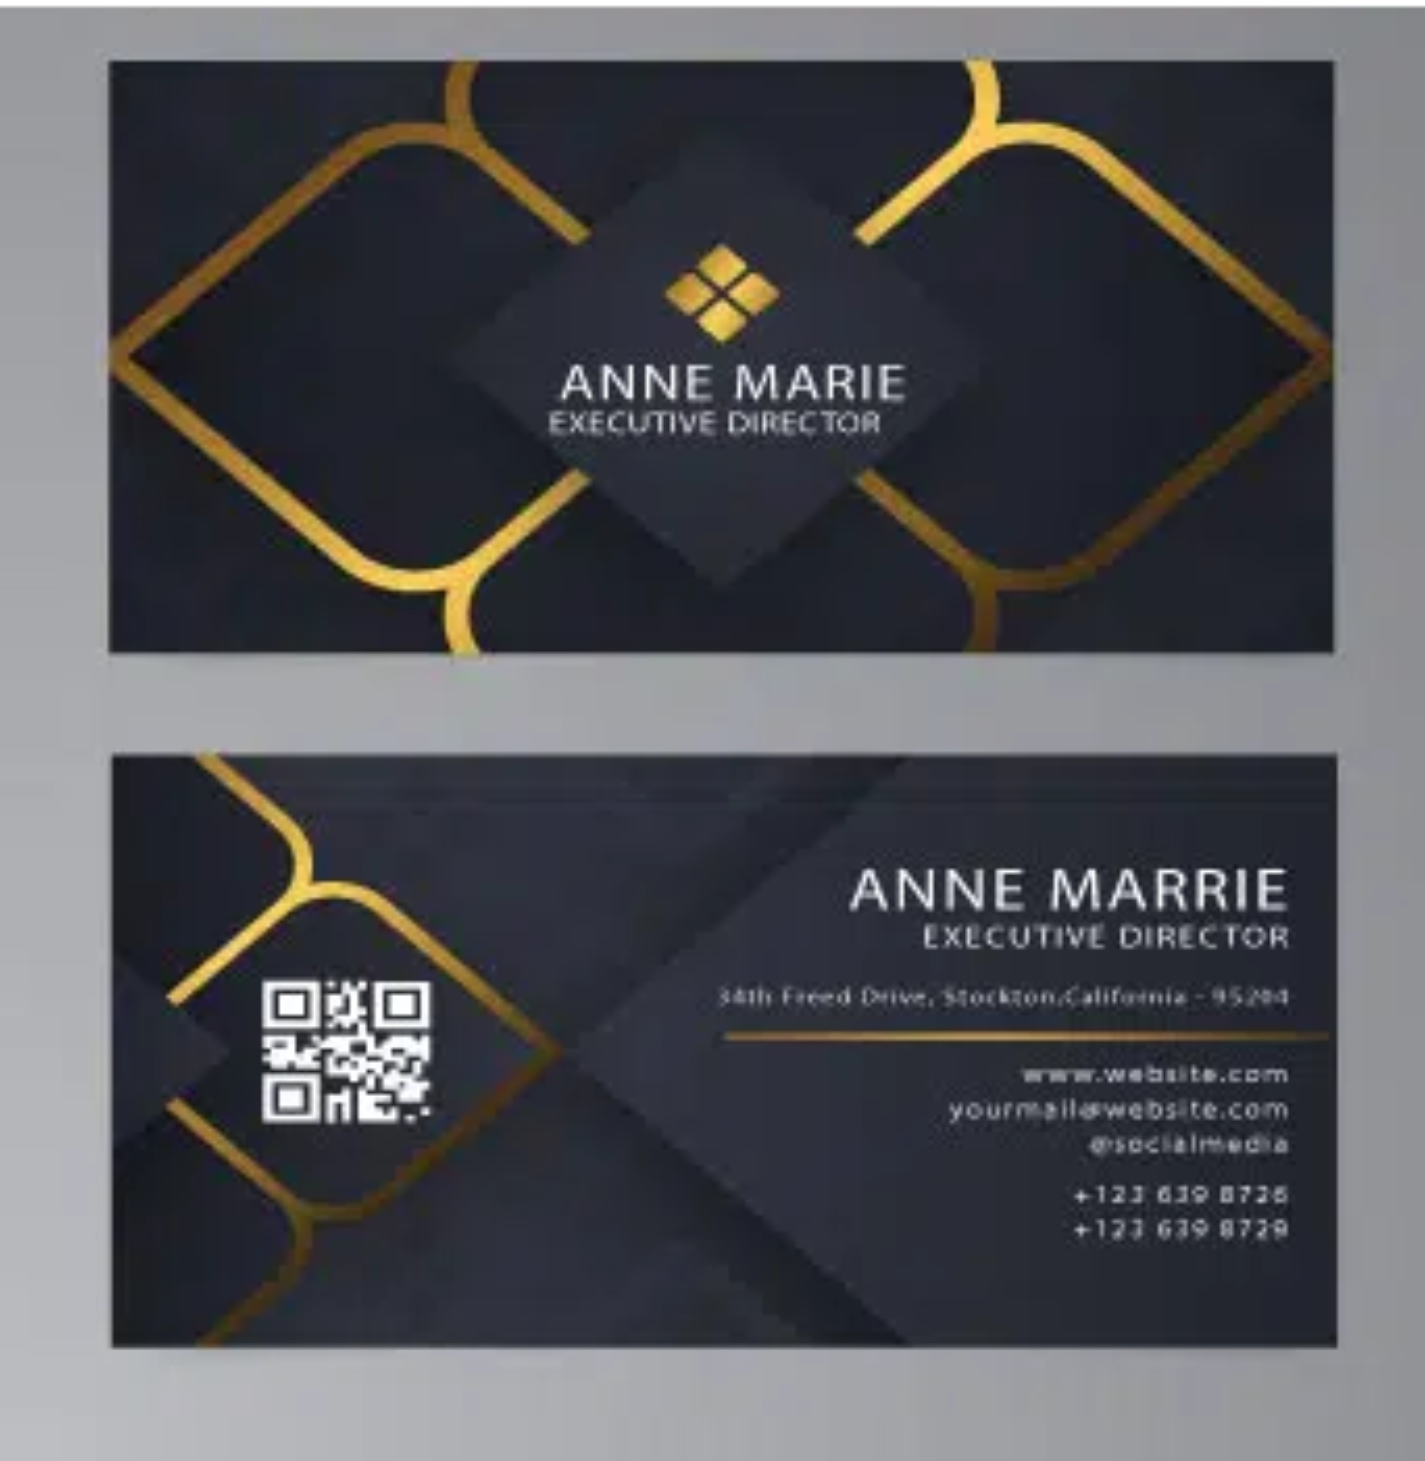 ANNE MARIE
EXECUTIVE DIRECTOR
ANNE MARRIE
EXECUTIVE DIRECTOR
34th Freed Drive, Stockton,California - 95204
www.website.com
yourmail@website.com
@socialmedia
+123 639 8726
+123 639 8729